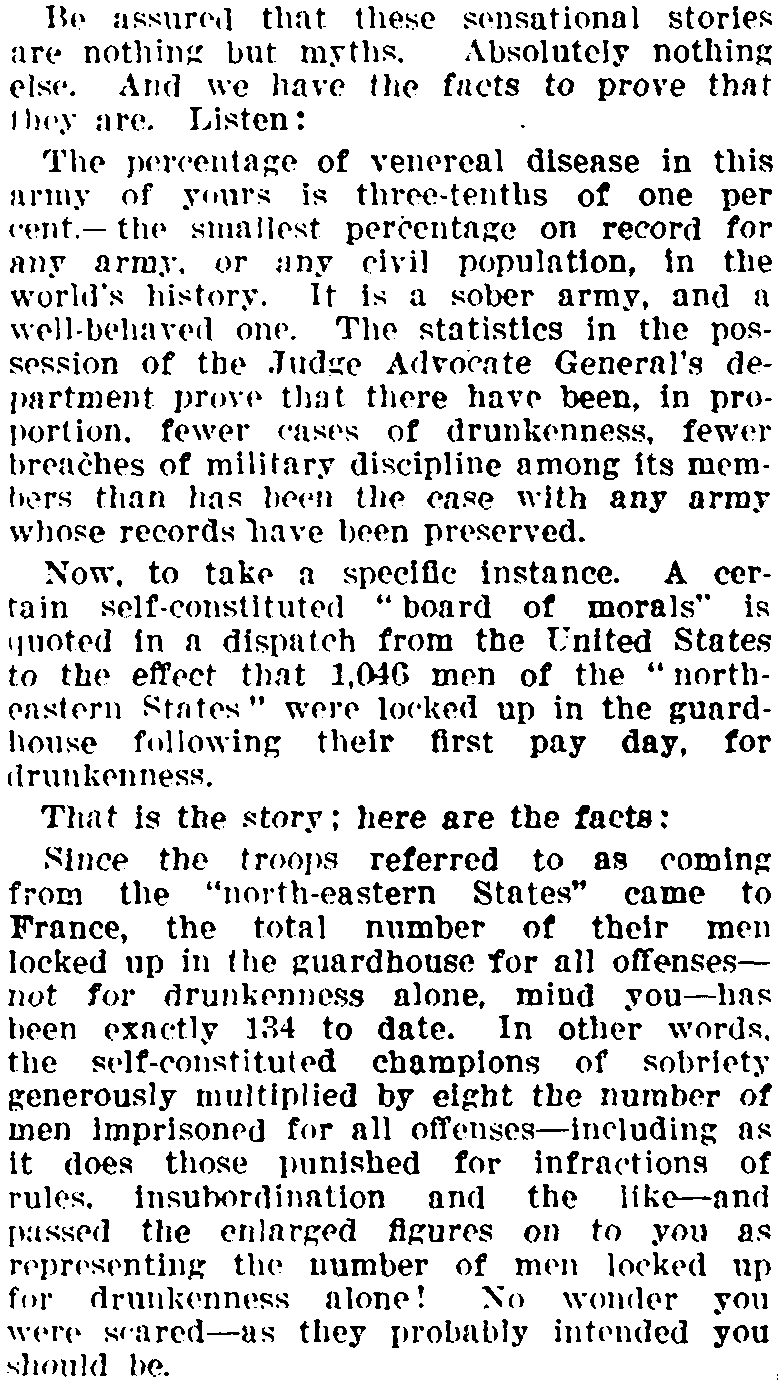 Be assured that these sensational stories
are nothing but myths. Absolutely nothing
else. And we have the facts to prove that
they are. Listen:
The percentage of venereal disease in this
army of yours is three-tenths of one per
cent.—the smallest percentage on record for
any army, or any civil population, in the
world's history. It is a sober army, and a
well-behaved one. The statistics in the pos-
session of the Judge Advocate General's de-
partment prove that there have been, in pro-
portion, fewer cases of drunkenness, fewer
breaches of military discipline among its mem-
bers than has been the case with any army
whose records have been preserved.
Now, to take a specific instance. A cer-
tain self-constituted "board of morals" is
quoted in a dispatch from the United States
to the effect that 1,046 men of the "north-
eastern States" were locked up in the guard-
house following their first pay day, for
drunkenness.
That is the story; here are the facts:
Since the troops referred to as coming
from the "north-eastern States" came to
France, the total number of their men
locked up in the guardhouse for all offenses—
not for drunkenness alone, mind you—has
been exactly 134 to date. In other words,
the self-constituted champions of sobriety
generously multiplied by eight the number of
men imprisoned for all offenses—including as
it does those punished for infractions of
rules, insubordination and the like—and
passed the enlarged figures on to you as
representing the number of men locked up
for drunkenness alone! No wonder you
were scared—as they probably intended you
should be.